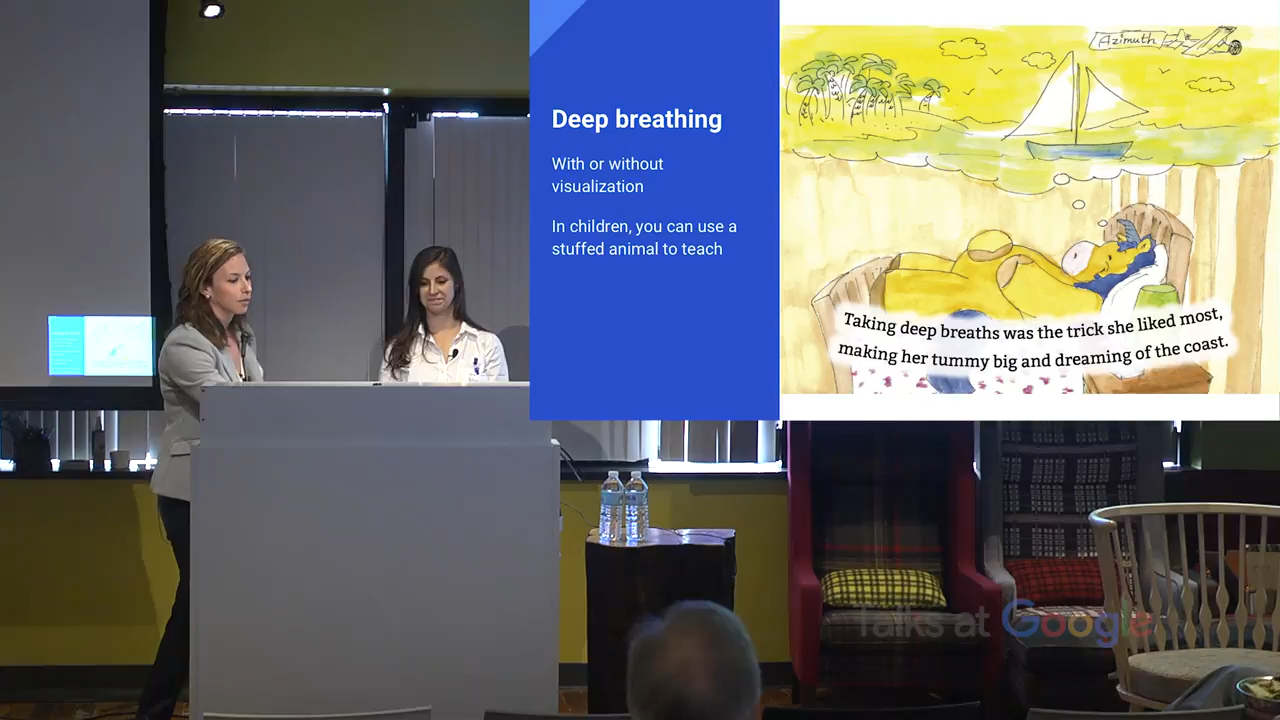 Deep breathing
With or without
visualization
In children, you can use a
stuffed animal to teach
Azimuth
Taking deep breaths was the trick she liked most,
making her tummy big and dreaming of the coast.
Talks at Google